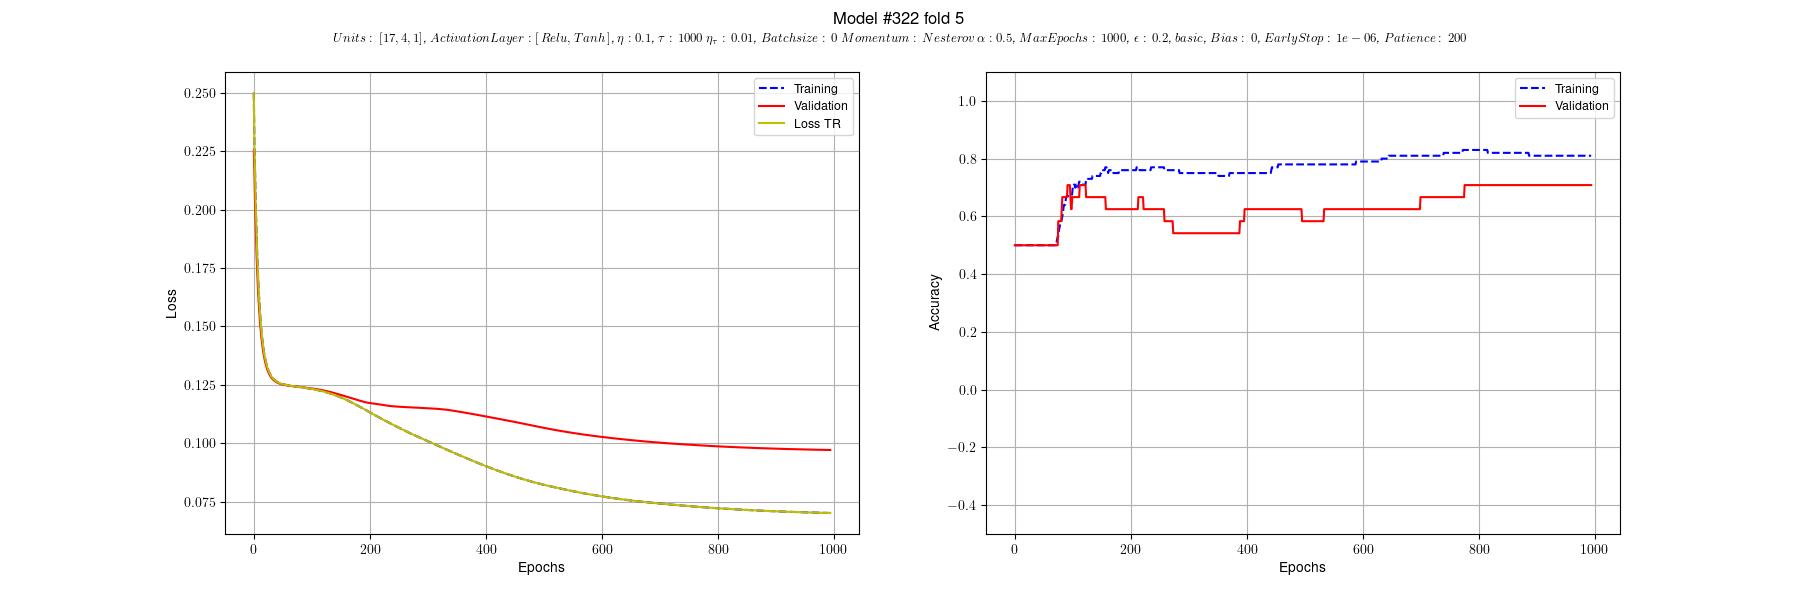 Model #322 fold 5
Units : [17, 4, 1], ActivationLayer : [Relu, Tanh], η : 0.1, τ : 1000 ητ : 0.01, Batchsize : 0 Momentum : Nesterov α : 0.5, MaxEpochs : 1000, ϵ : 0.2, basic, Bias : 0, EarlyStop : 1e − 06, Patience : 200
0.250
0.225
0.200
0.175
0.150
0.125
0.100
0.075
Loss
0 200 400 600 800 1000
Epochs
Training
Validation
Loss TR
1.0
0.8
0.6
0.4
0.2
0.0
−0.2
−0.4
Accuracy
0 200 400 600 800 1000
Epochs
Training
Validation